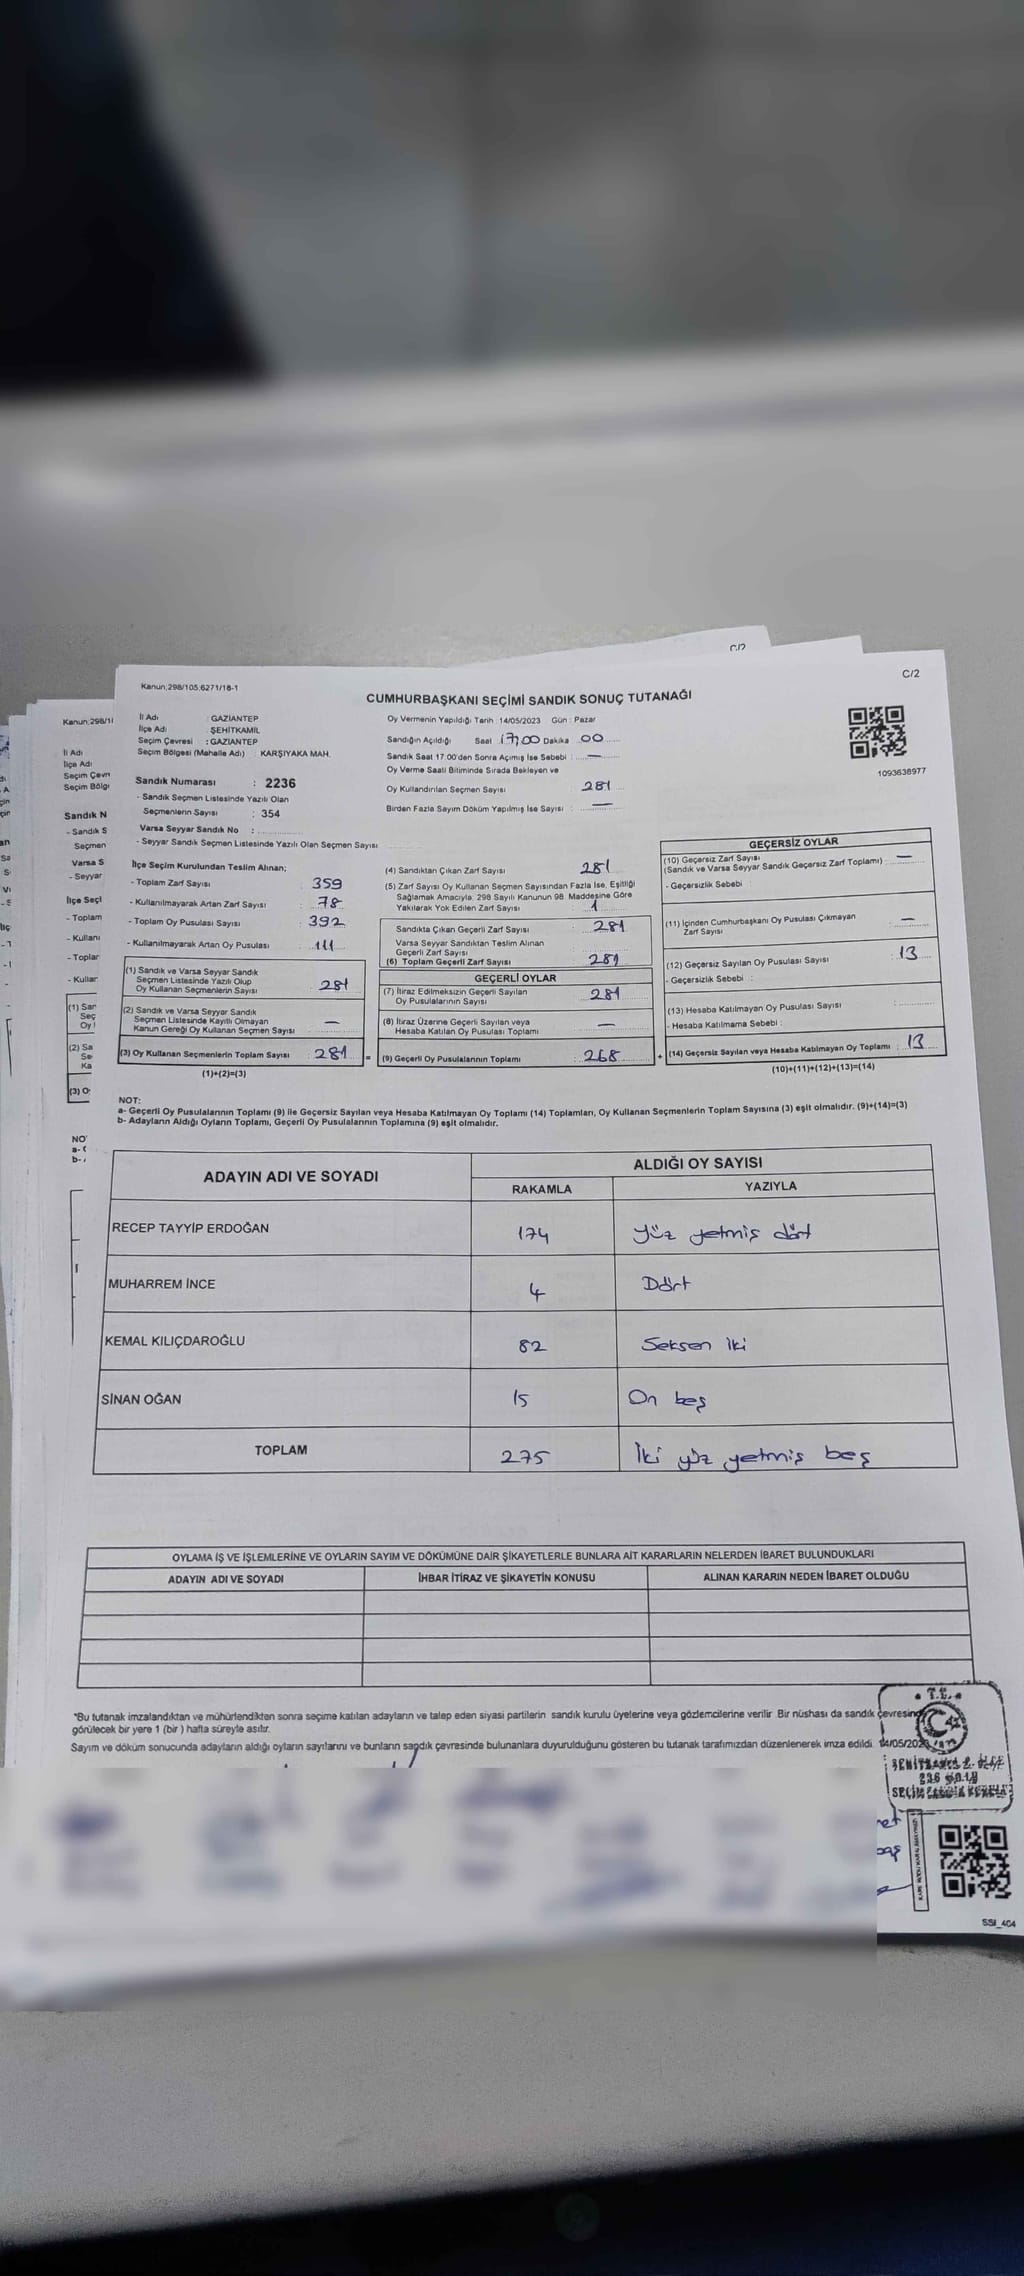 C/2
Kanun;298/105;6271/18-1
C/2
CUMHURBAŞKANI SEÇİMİ SANDIK SONUÇ TUTANAĞI
İl Adı : GAZİANTEP
İlçe Adı : ŞEHİTKAMİL
Seçim Çevresi : GAZİANTEP
Seçim Bölgesi (Mahalle Adı) : KARŞIYAKA MAH.
Sandık Numarası : 2236
- Sandık Seçmen Listesinde Yazılı Olan
Seçmenlerin Sayısı : 354
Varsa Seyyar Sandık No :
- Seyyar Sandık Seçmen Listesinde Yazılı Olan Seçmen Sayısı
Oy Vermenin Yapıldığı Tarih : 14/05/2023 Gün : Pazar
Sandığın Açıldığı Saat 17;00 Dakika 00
Sandık Saat 17:00'den Sonra Açılmış İse Sebebi : —
Oy Verme Saati Bitiminde Sırada Bekleyen ve
Oy Kullandırılan Seçmen Sayısı : 281
Birden Fazla Sayım Döküm Yapılmış İse Sayısı : —
1093638977
İlçe Seçim Kurulundan Teslim Alınan;
- Toplam Zarf Sayısı : 359
- Kullanılmayarak Artan Zarf Sayısı : 78
- Toplam Oy Pusulası Sayısı : 392
- Kullanılmayarak Artan Oy Pusulası : 111
(1) Sandık ve Varsa Seyyar Sandık
Seçmen Listesinde Yazılı Olup
Oy Kullanan Seçmenlerin Sayısı : 281
(2) Sandık ve Varsa Seyyar Sandık
Seçmen Listesinde Kayıtlı Olmayan
Kanun Gereği Oy Kullanan Seçmen Sayısı : —
(3) Oy Kullanan Seçmenlerin Toplam Sayısı : 281 =
(1)+(2)=(3)
(4) Sandıktan Çıkan Zarf Sayısı : 281
(5) Zarf Sayısı Oy Kullanan Seçmen Sayısından Fazla İse, Eşitliği
Sağlamak Amacıyla, 298 Sayılı Kanunun 98. Maddesine Göre
Yakılarak Yok Edilen Zarf Sayısı : 1
Sandıkta Çıkan Geçerli Zarf Sayısı : 281
Varsa Seyyar Sandıktan Teslim Alınan
Geçerli Zarf Sayısı
(6) Toplam Geçerli Zarf Sayısı : 281
GEÇERLİ OYLAR
(7) İtiraz Edilmeksizin Geçerli Sayılan
Oy Pusulalarının Sayısı : 281
(8) İtiraz Üzerine Geçerli Sayılan veya
Hesaba Katılan Oy Pusulası Toplamı : —
(9) Geçerli Oy Pusulalarının Toplamı : 268 +
GEÇERSİZ OYLAR
(10) Geçersiz Zarf Sayısı
(Sandık ve Varsa Seyyar Sandık Geçersiz Zarf Toplamı) : —
- Geçersizlik Sebebi :
(11) İçinden Cumhurbaşkanı Oy Pusulası Çıkmayan
Zarf Sayısı : —
(12) Geçersiz Sayılan Oy Pusulası Sayısı : 13
- Geçersizlik Sebebi :
(13) Hesaba Katılmayan Oy Pusulası Sayısı :
- Hesaba Katılmama Sebebi :
(14) Geçersiz Sayılan veya Hesaba Katılmayan Oy Toplamı : 13
(10)+(11)+(12)+(13)=(14)
NOT:
a- Geçerli Oy Pusulalarının Toplamı (9) ile Geçersiz Sayılan veya Hesaba Katılmayan Oy Toplamı (14) Toplamları, Oy Kullanan Seçmenlerin Toplam Sayısına (3) eşit olmalıdır. (9)+(14)=(3)
b- Adayların Aldığı Oyların Toplamı, Geçerli Oy Pusulalarının Toplamına (9) eşit olmalıdır.
ADAYIN ADI VE SOYADI ALDIĞI OY SAYISI
RAKAMLA YAZIYLA
RECEP TAYYİP ERDOĞAN 174 Yüz yetmiş dört
MUHARREM İNCE 4 Dört
KEMAL KILIÇDAROĞLU 82 Seksen iki
SİNAN OĞAN 15 On beş
TOPLAM 275 İki yüz yetmiş beş
OYLAMA İŞ VE İŞLEMLERİNE VE OYLARIN SAYIM VE DÖKÜMÜNE DAİR ŞİKAYETLERLE BUNLARA AİT KARARLARIN NELERDEN İBARET BULUNDUKLARI
ADAYIN ADI VE SOYADI İHBAR İTİRAZ VE ŞİKAYETİN KONUSU ALINAN KARARIN NEDEN İBARET OLDUĞU
*Bu tutanak imzalandıktan ve mühürlendikten sonra seçime katılan adayların ve talep eden siyasi partilerin sandık kurulu üyelerine veya gözlemcilerine verilir. Bir nüshası da sandık çevresinde
görülecek bir yere 1 (bir) hafta süreyle asılır.
Sayım ve döküm sonucunda adayların aldığı oyların sayılarını ve bunların sandık çevresinde bulunanlara duyurulduğunu gösteren bu tutanak tarafımızdan düzenlenerek imza edildi. 14/05/2023
T.C.
SSI_404